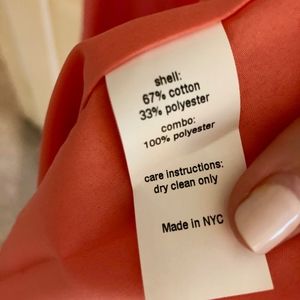 shell:
67% cotton
33% polyester
combo:
100% polyester
care instructions:
dry clean only
Made in NYC